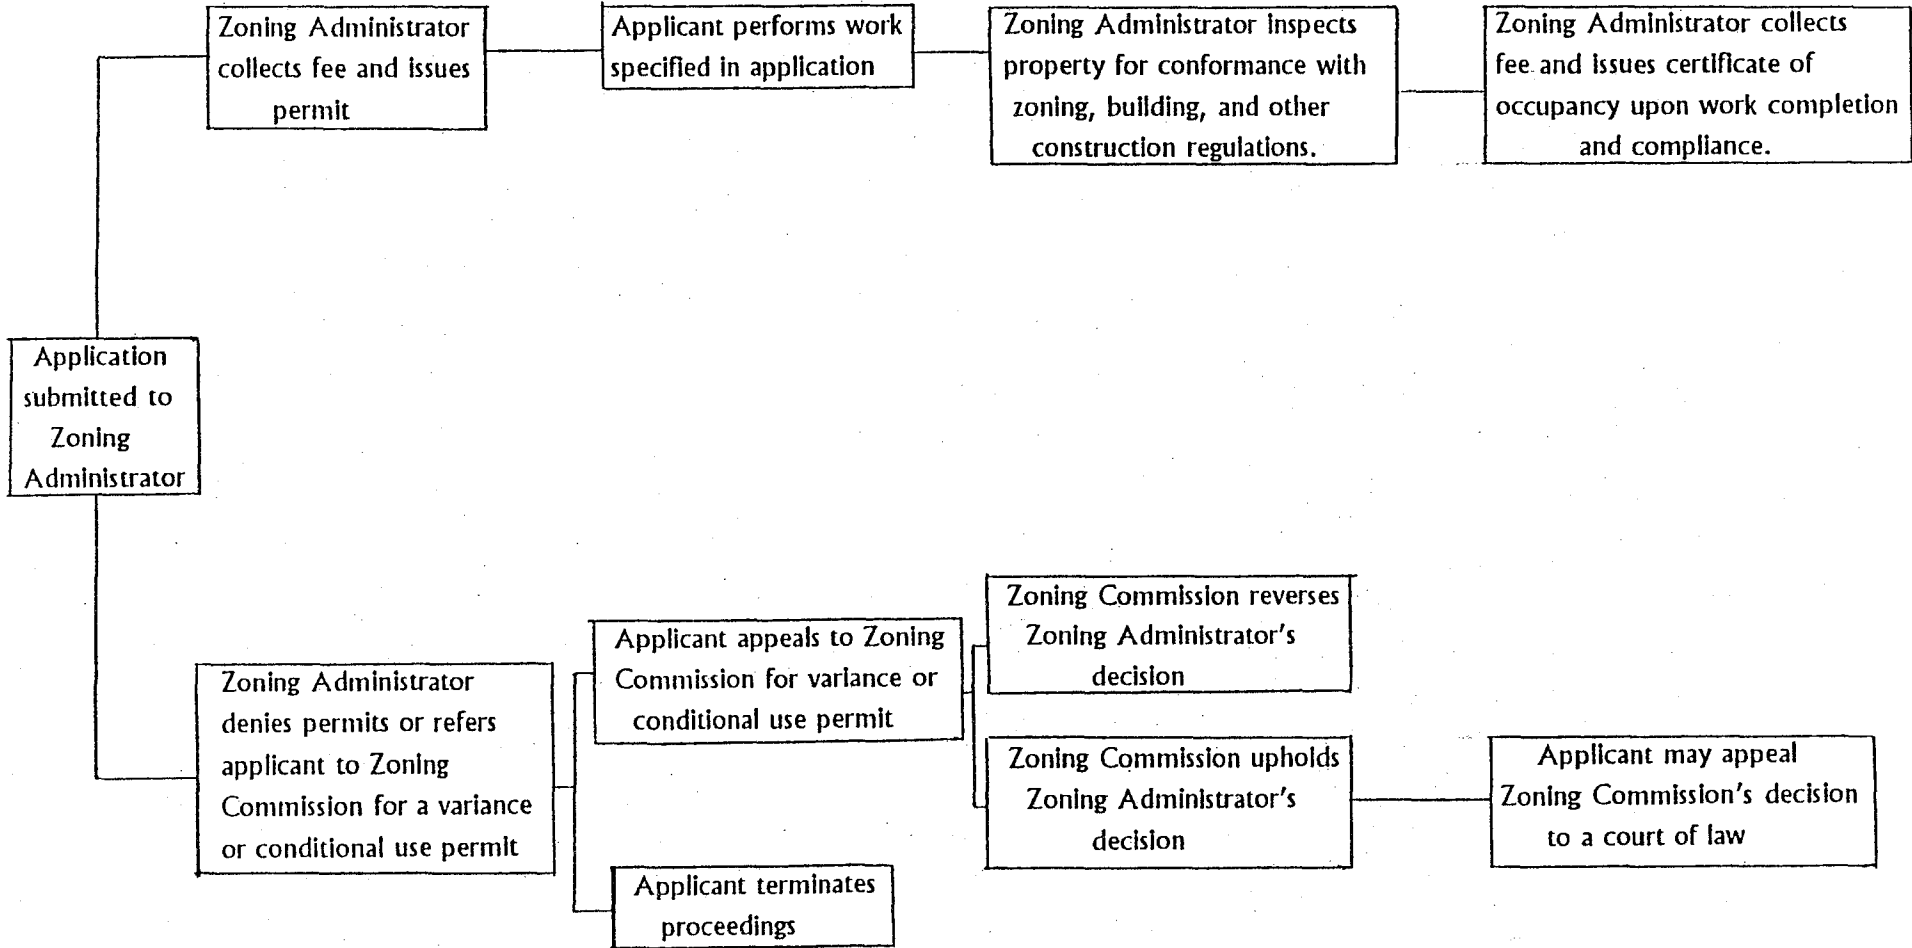 Zoning Administrator
collects fee and issues
permit
Applicant performs work
specified in application
Zoning Administrator inspects
property for conformance with
zoning, building, and other
construction regulations.
Zoning Administrator collects
fee and issues certificate of
occupancy upon work completion
and compliance.
Application
submitted to
Zoning
Administrator
Zoning Administrator
denies permits or refers
applicant to Zoning
Commission for a variance
or conditional use permit
Applicant appeals to Zoning
Commission for variance or
conditional use permit
Applicant terminates
proceedings
Zoning Commission reverses
Zoning Administrator's
decision
Zoning Commission upholds
Zoning Administrator's
decision
Applicant may appeal
Zoning Commission's decision
to a court of law